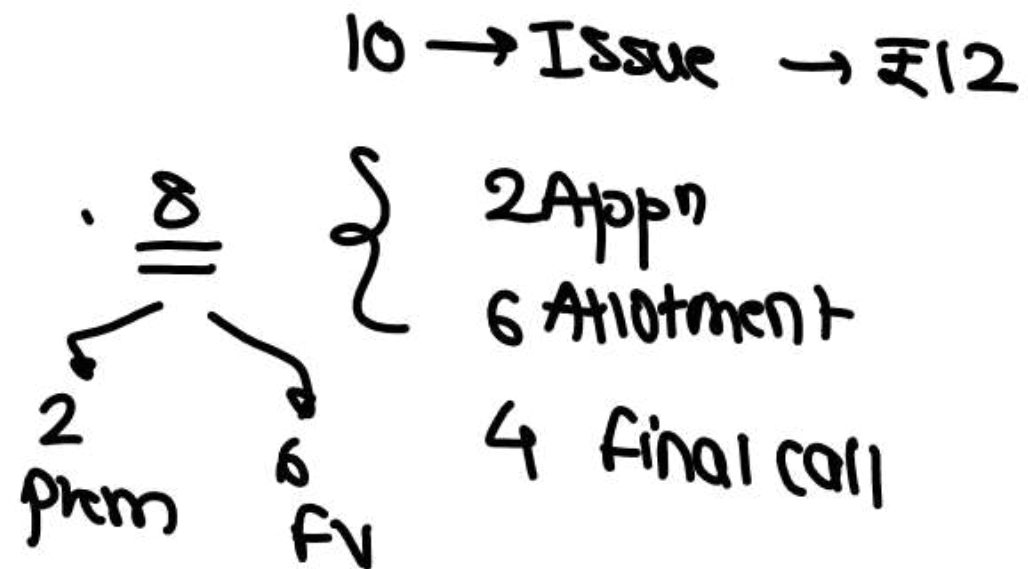 10 → Issue → ₹12
8
2 Appn
6 Allotment
4 final call
2
prem
6
FV